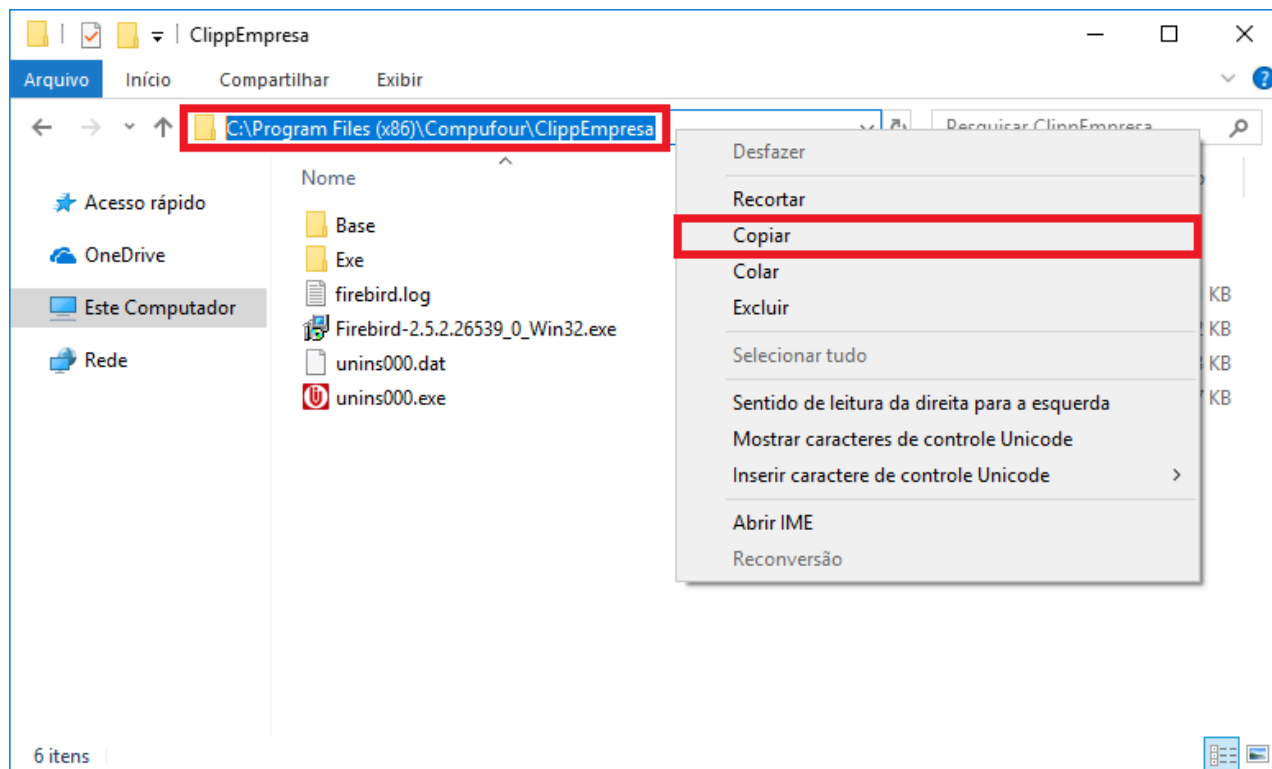 ClippEmpresa
Arquivo Início Compartilhar Exibir
C:\Program Files (x86)\Compufour\ClippEmpresa
Pesquisar ClippEmpresa
Nome
Acesso rápido
OneDrive
Este Computador
Rede
Base
Exe
firebird.log
Firebird-2.5.2.26539_0_Win32.exe
unins000.dat
unins000.exe
Desfazer
Recortar
Copiar
Colar
Excluir
Selecionar tudo
Sentido de leitura da direita para a esquerda
Mostrar caracteres de controle Unicode
Inserir caractere de controle Unicode
Abrir IME
Reconversão
KB
KB
KB
KB
6 itens